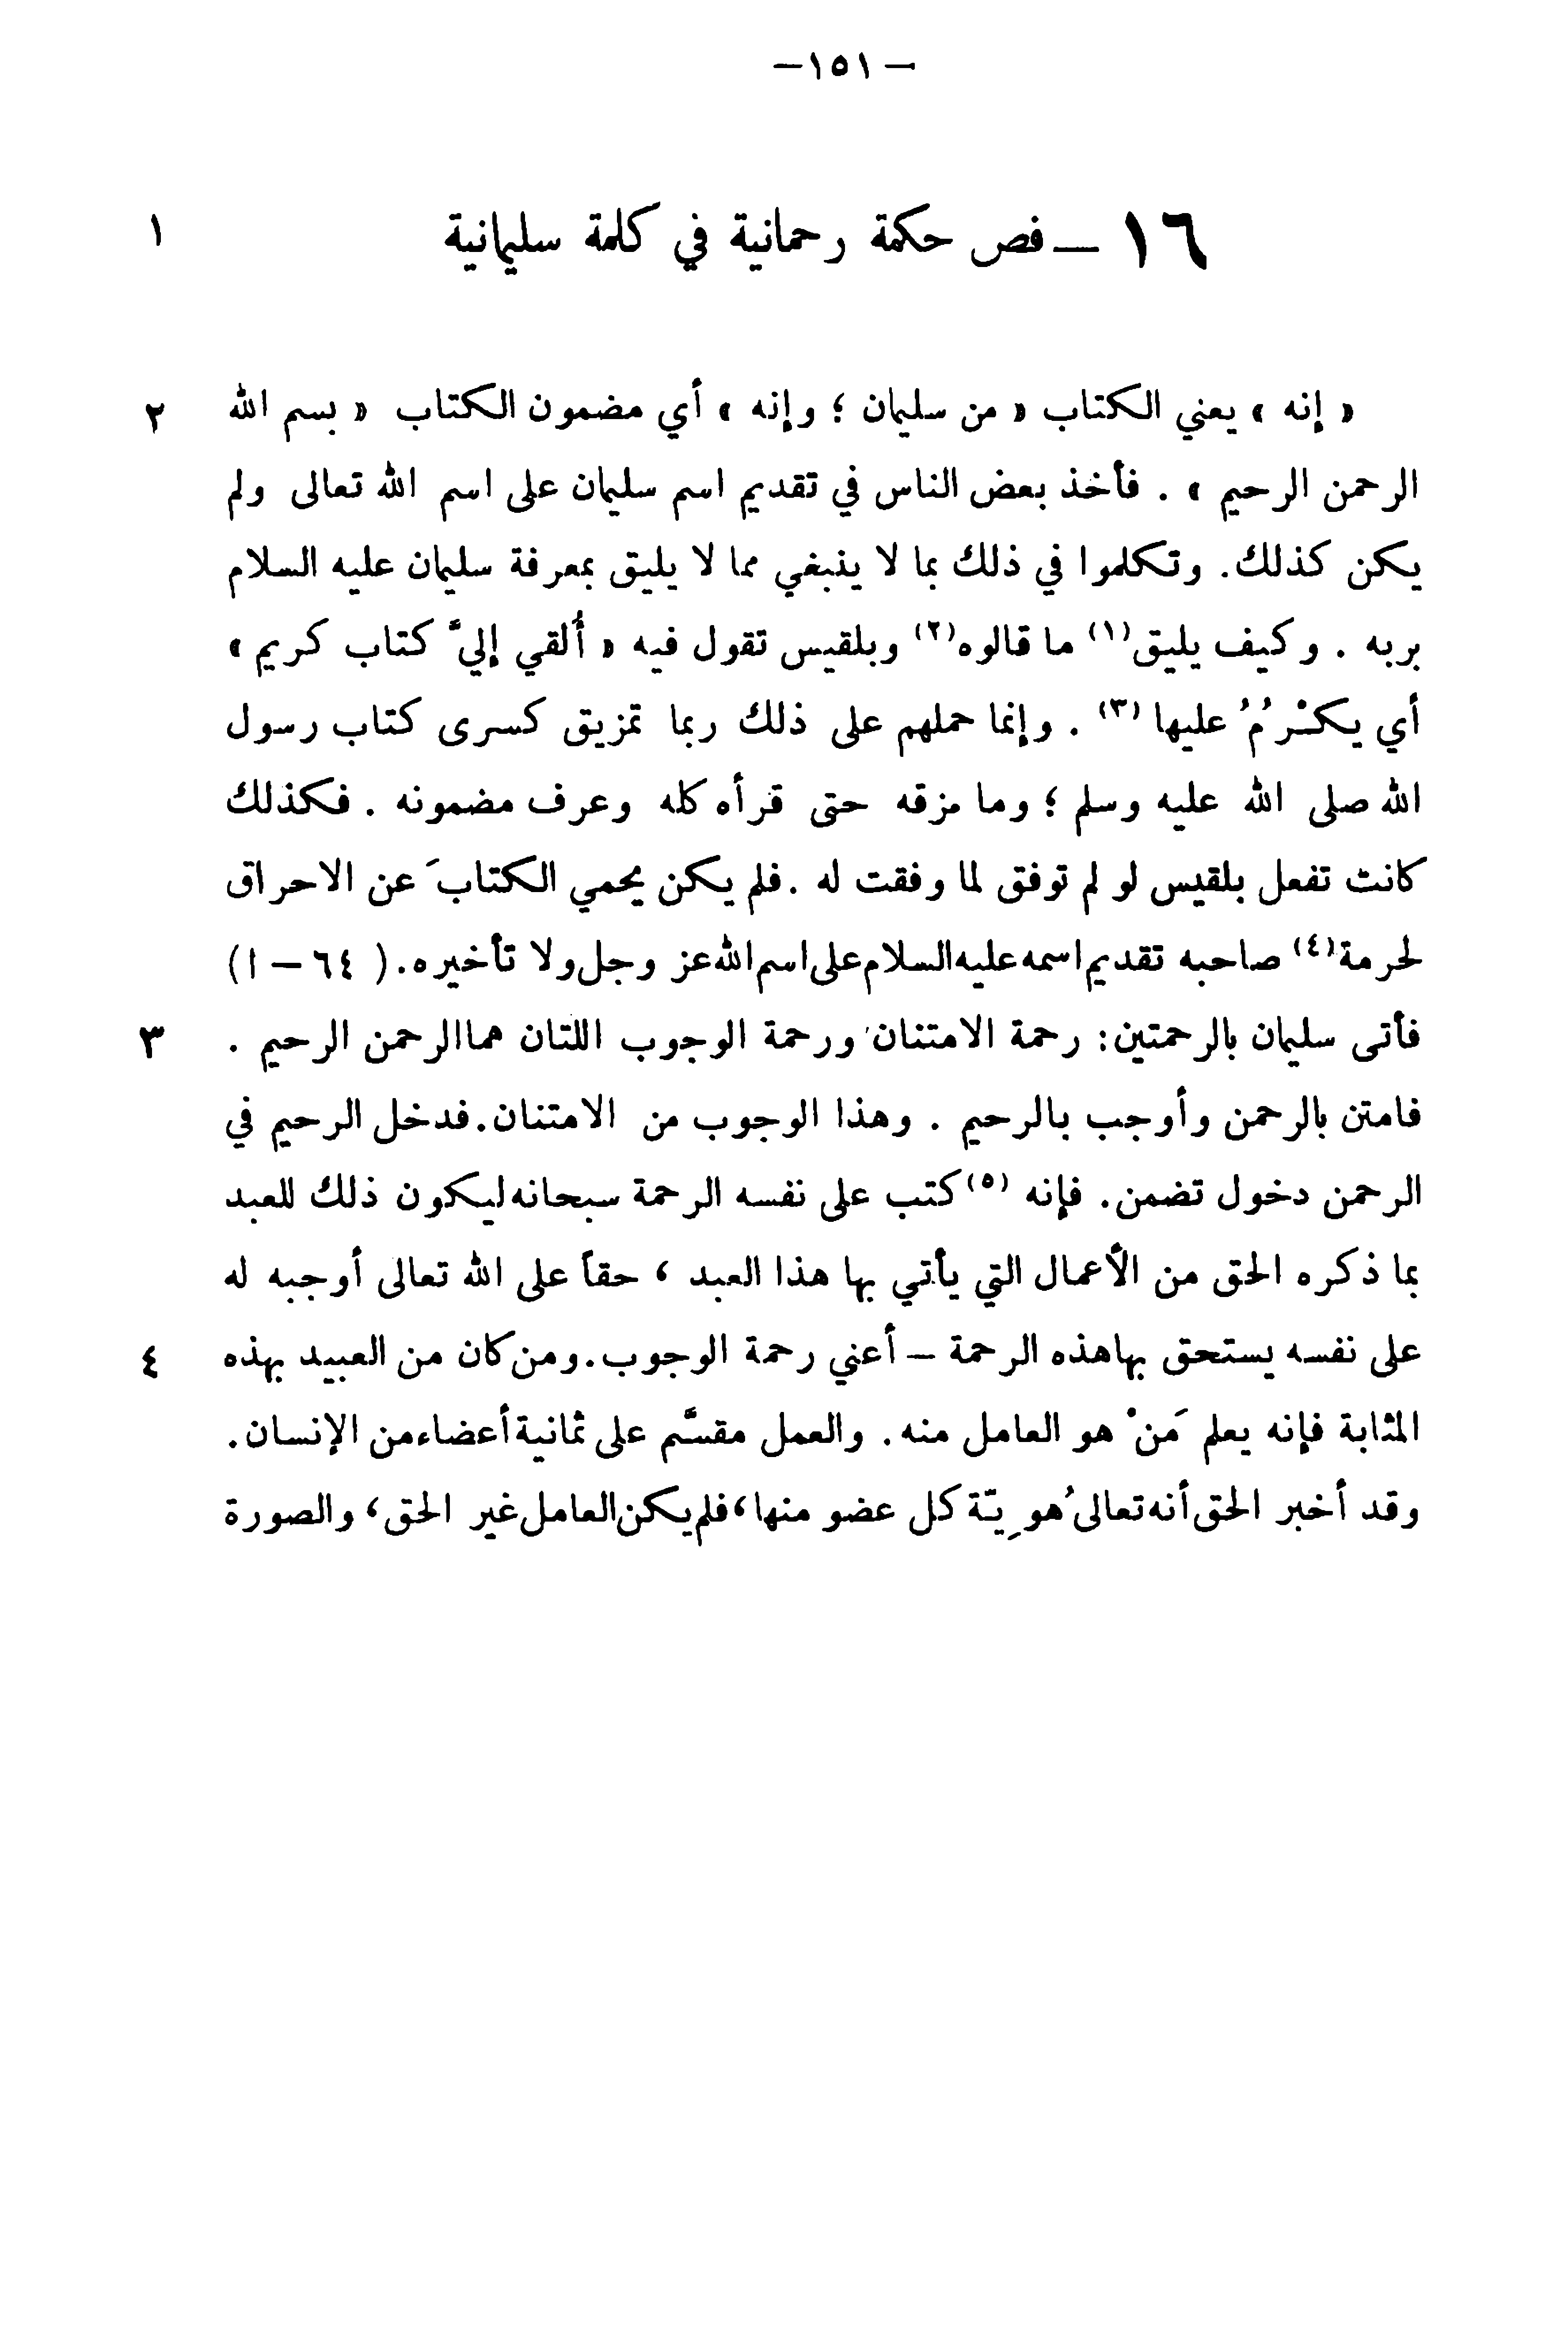 — ١٥١ —
١٦ — فص حكمة رحمانية في كلمة سليمانية ١
« إنه » يعني الكتاب « من سليمان ؛ وإنه » أي مضمون الكتاب « بسم الله ٢
الرحمن الرحيم » . فأخذ بعض الناس في تقديم اسم سليمان على اسم الله تعالى ولم
يكن كذلك. وتكلموا في ذلك بما لا ينبغي مما لا يليق بمعرفة سليمان عليه السلام
بربه . وكيف يليق(١) ما قالوه(٢) وبلقيس تقول فيه « أُلقي إليَّ كتاب كريم »
أي يكْرُمُ عليها (٣) . وإنما حملهم على ذلك ربما تمزيق كسرى كتاب رسول
الله صلى الله عليه وسلم ؛ وما مزقه حتى قرأه كله وعرف مضمونه . فكذلك
كانت تفعل بلقيس لو لم توفق لما وفقت له .فلم يكن يحمي الكتابَ عن الاحراق
لحرمة(٤) صاحبه تقديم اسمه عليه السلام على اسم الله عز وجل ولا تأخيره. ( ٦٤ — ا)
فأتى سليمان بالرحمتين: رحمة الامتنان ورحمة الوجوب اللتان هما الرحمن الرحيم . ٣
فامتن بالرحمن وأوجب بالرحيم . وهذا الوجوب من الامتنان.فدخل الرحيم في
الرحمن دخول تضمن. فإنه (٥) كتب على نفسه الرحمة سبحانه ليكون ذلك للعبد
بما ذكره الحق من الأعمال التي يأتي بها هذا العبد ، حقاً على الله تعالى أوجبه له
على نفسه يستحق بها هذه الرحمة — أعني رحمة الوجوب.ومن كان من العبيد بهذه ٤
المثابة فإنه يعلم مَنْ هو العامل منه. والعمل مقسَّم على ثمانية أعضاء من الإنسان.
وقد أخبر الحق أنه تعالى هُوِيّة كل عضو منها، فلم يكن العامل غير الحق، والصورة